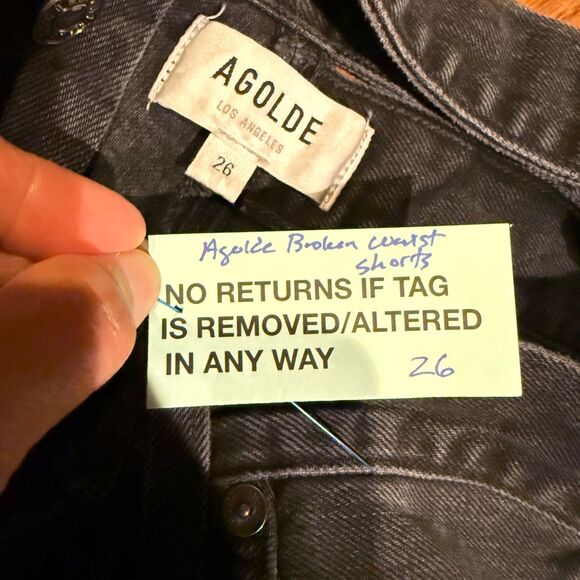 AGOLDE
LOS ANGELES
26
Agolde Broken waist
shorts
NO RETURNS IF TAG
IS REMOVED/ALTERED
IN ANY WAY
26